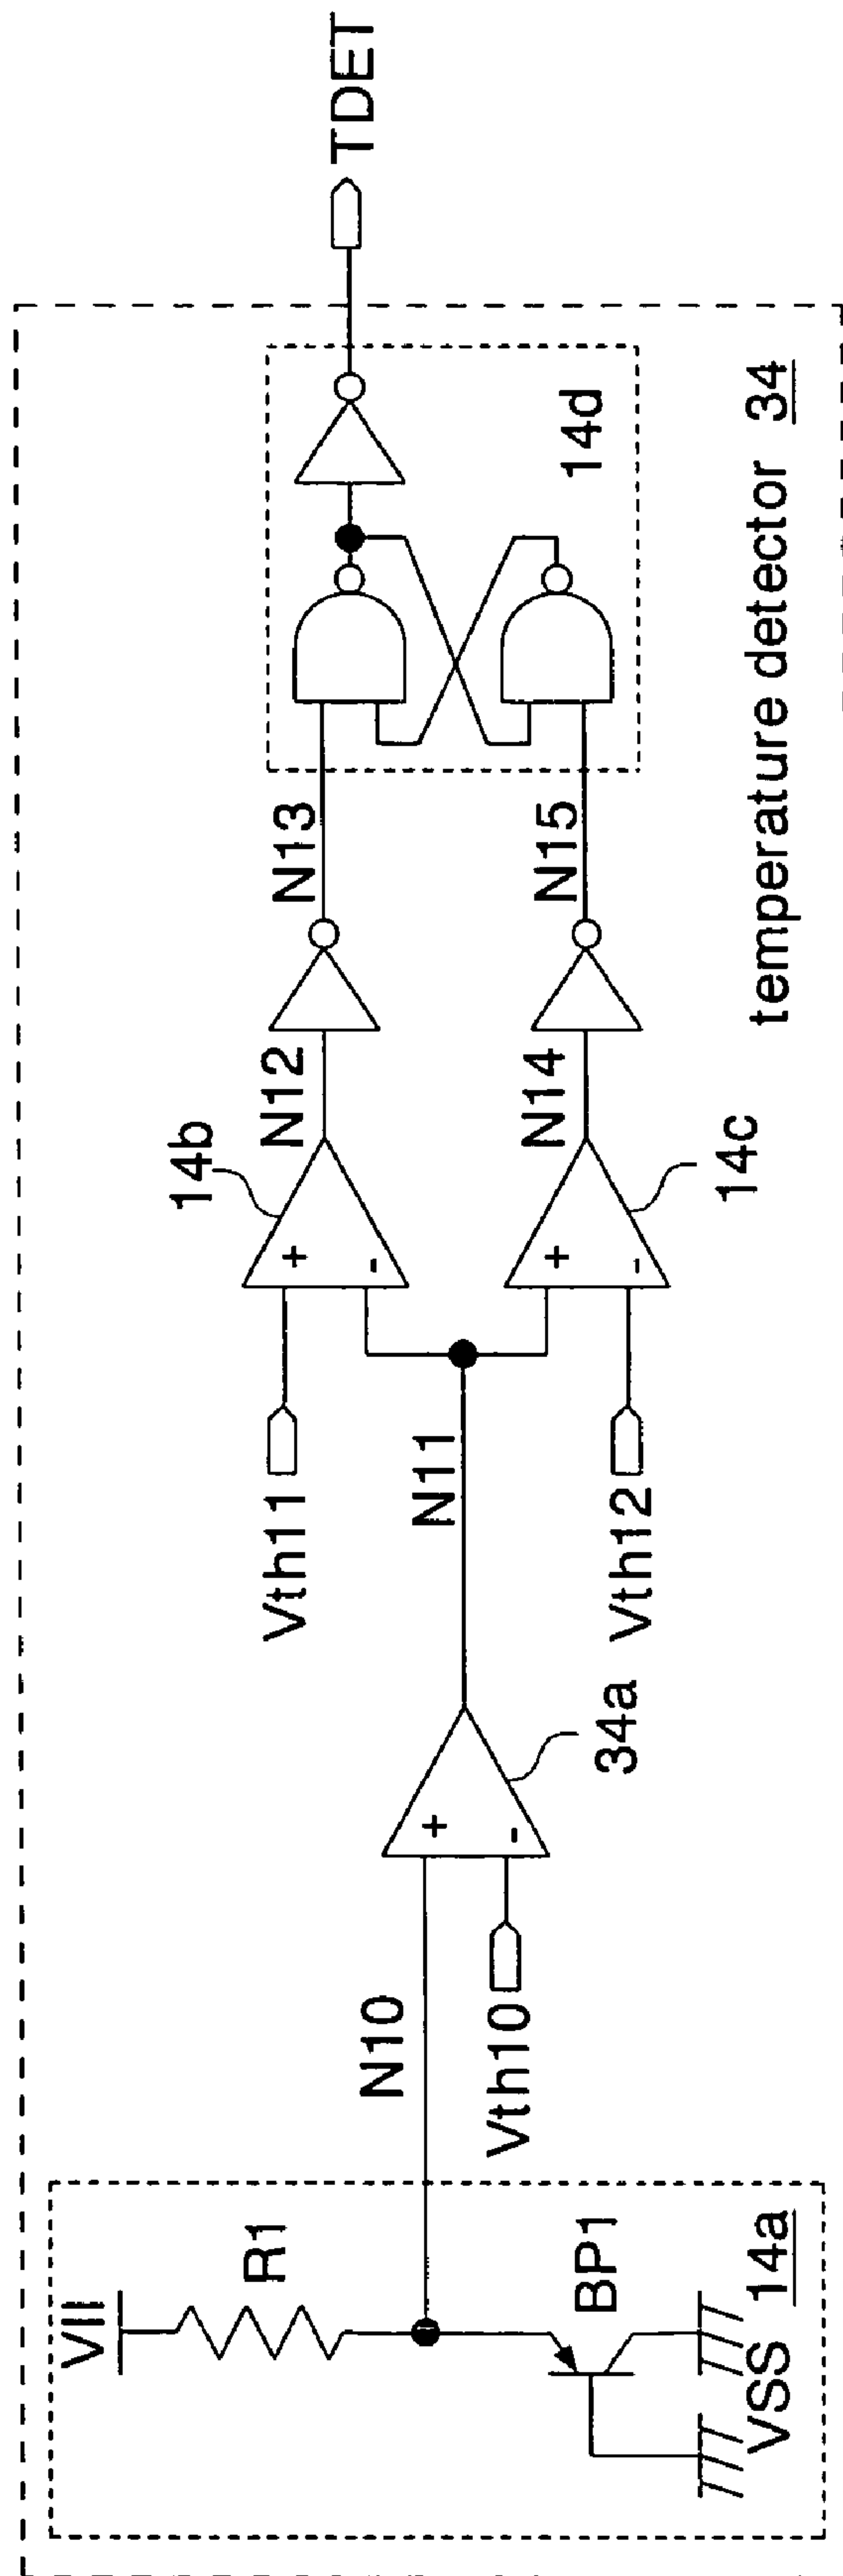 VII
R1
BP1
VSS
14a
N10
Vth10
34a
N11
Vth11
Vth12
14b
14c
N12
N14
N13
N15
14d
TDET
temperature detector 34